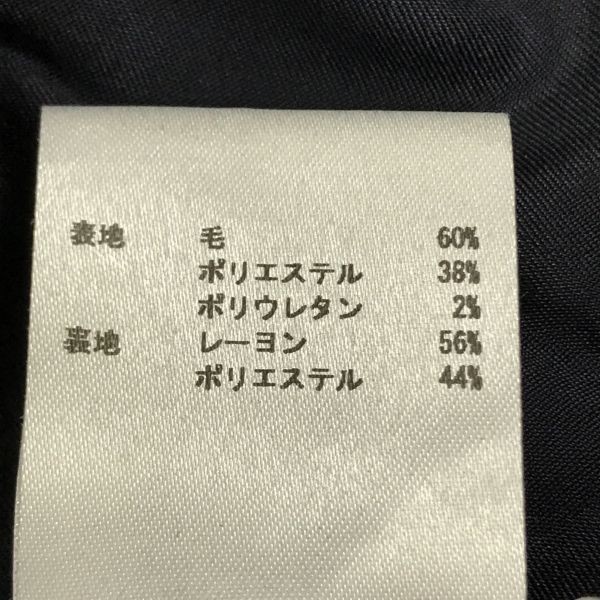 表地 毛 60%
ポリエステル 38%
ポリウレタン 2%
裏地 レーヨン 56%
ポリエステル 44%